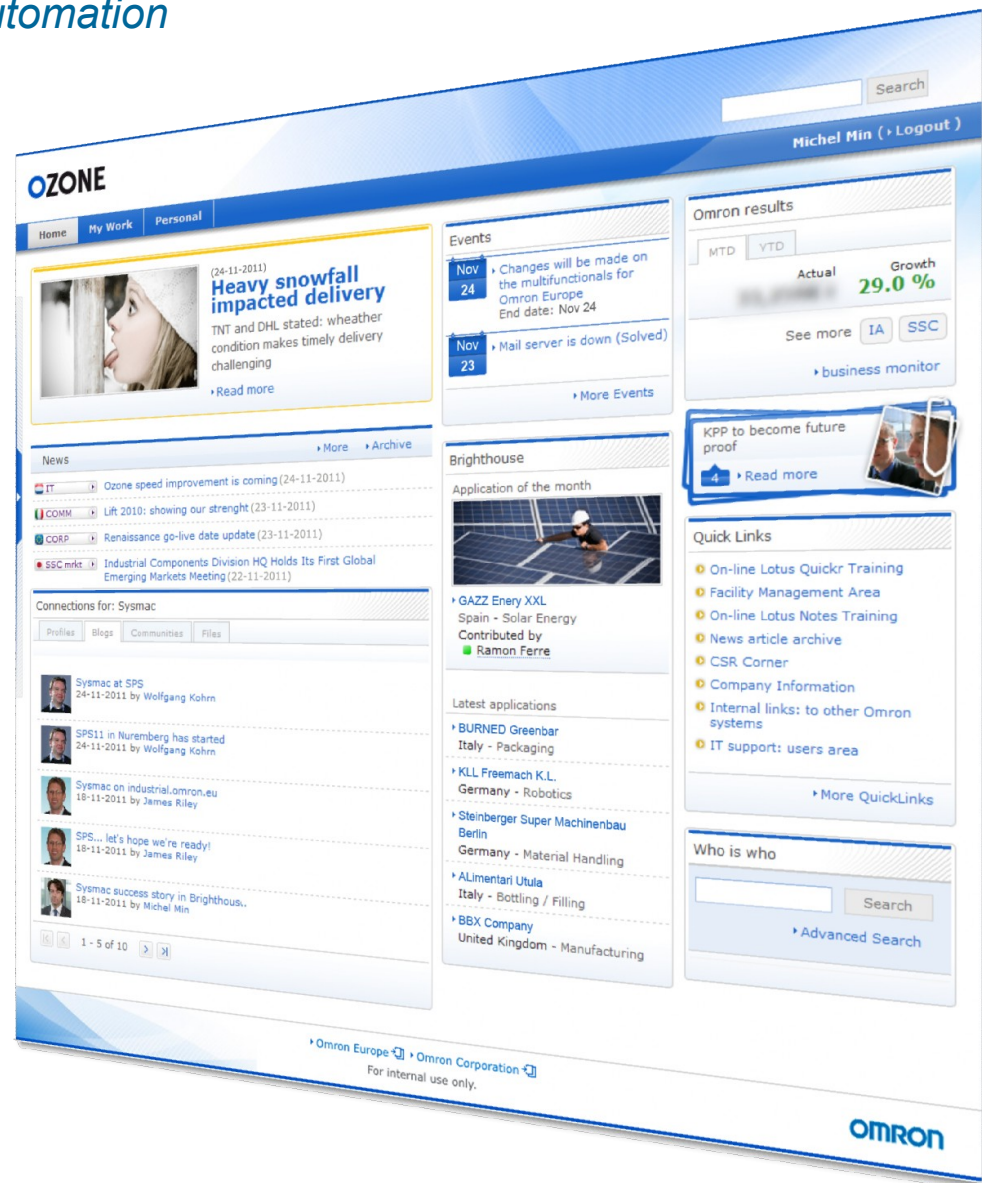 utomation
Search
Michel Min ( Logout )
OZONE
Home
My Work
Personal
(24-11-2011)
Heavy snowfall
impacted delivery
TNT and DHL stated: wheather
condition makes timely delivery
challenging
Read more
News
More
Archive
IT
Ozone speed improvement is coming (24-11-2011)
COMM
Lift 2010: showing our strenght (23-11-2011)
CORP
Renaissance go-live date update (23-11-2011)
SSC mrkt
Industrial Components Division HQ Holds Its First Global
Emerging Markets Meeting (22-11-2011)
Connections for: Sysmac
Profiles
Blogs
Communities
Files
Sysmac at SPS
24-11-2011 by Wolfgang Kohrn
SPS11 in Nuremberg has started
24-11-2011 by Wolfgang Kohrn
Sysmac on industrial.omron.eu
18-11-2011 by James Riley
SPS... let's hope we're ready!
18-11-2011 by James Riley
Sysmac success story in Brighthous..
18-11-2011 by Michel Min
1 - 5 of 10
Events
Nov
24
Changes will be made on
the multifunctionals for
Omron Europe
End date: Nov 24
Nov
23
Mail server is down (Solved)
More Events
Brighthouse
Application of the month
GAZZ Enery XXL
Spain - Solar Energy
Contributed by
Ramon Ferre
Latest applications
BURNED Greenbar
Italy - Packaging
KLL Freemach K.L.
Germany - Robotics
Steinberger Super Machinenbau
Berlin
Germany - Material Handling
ALimentari Utula
Italy - Bottling / Filling
BBX Company
United Kingdom - Manufacturing
Omron results
MTD
YTD
Actual
Growth
29.0 %
See more
IA
SSC
business monitor
KPP to become future
proof
4
Read more
Quick Links
On-line Lotus Quickr Training
Facility Management Area
On-line Lotus Notes Training
News article archive
CSR Corner
Company Information
Internal links: to other Omron
systems
IT support: users area
More QuickLinks
Who is who
Search
Advanced Search
Omron Europe
Omron Corporation
For internal use only.
OMRON